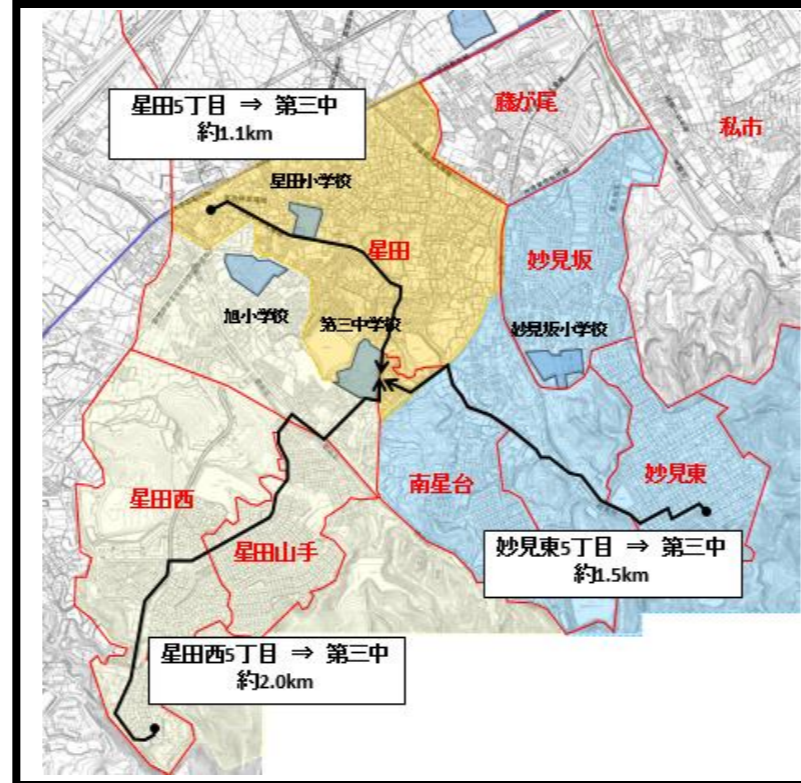 星田5丁目 ⇒ 第三中
約1.1km
藤が尾
私市
星田小学校
星田
妙見坂
旭小学校
第三中学校
妙見坂小学校
星田西
南星台
妙見東
星田山手
妙見東5丁目 ⇒ 第三中
約1.5km
星田西5丁目 ⇒ 第三中
約2.0km